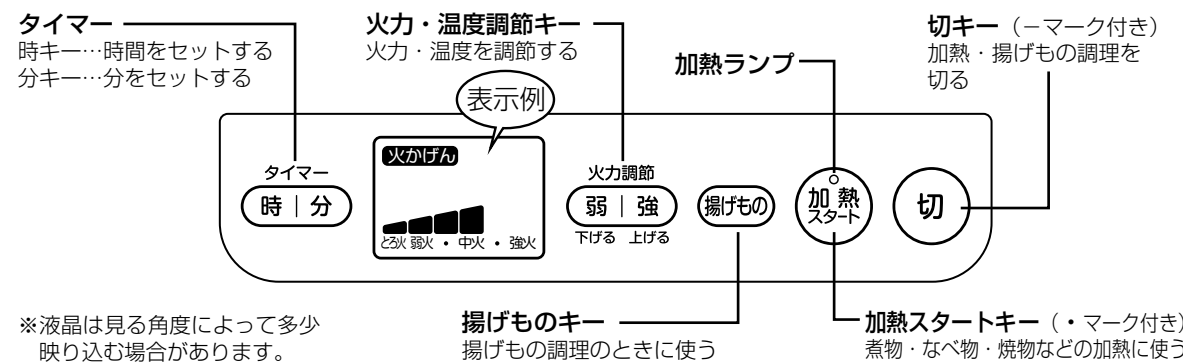 タイマー
時キー…時間をセットする
分キー…分をセットする
火力・温度調節キー
火力・温度を調節する
加熱ランプ
切キー（－マーク付き）
加熱・揚げもの調理を
切る
表示例
タイマー
時｜分
火かげん
とろ火 弱火 ・ 中火 ・ 強火
火力調節
弱｜強
下げる 上げる
揚げもの
加熱
スタート
切
※液晶は見る角度によって多少
映り込む場合があります。
揚げものキー
揚げもの調理のときに使う
加熱スタートキー（・マーク付き）
煮物・なべ物・焼物などの加熱に使う